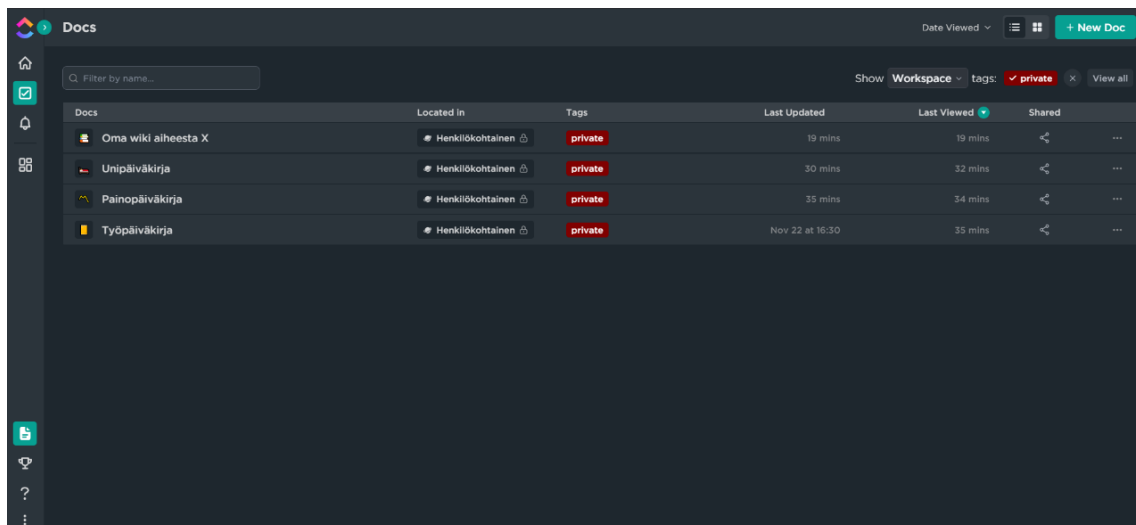 Docs Date Viewed + New Doc
Filter by name... Show Workspace tags: private View all
Docs Located in Tags Last Updated Last Viewed Shared
Oma wiki aiheesta X Henkilökohtainen private 19 mins 19 mins
Unipäiväkirja Henkilökohtainen private 30 mins 32 mins
Painopäiväkirja Henkilökohtainen private 35 mins 34 mins
Työpäiväkirja Henkilökohtainen private Nov 22 at 16:30 35 mins